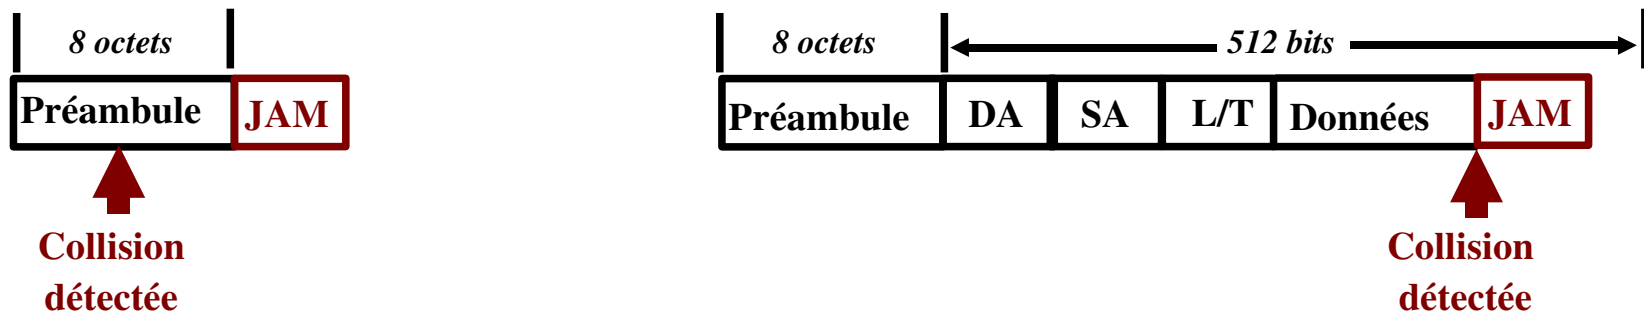 8 octets
Préambule JAM
Collision
détectée
8 octets 512 bits
Préambule DA SA L/T Données JAM
Collision
détectée